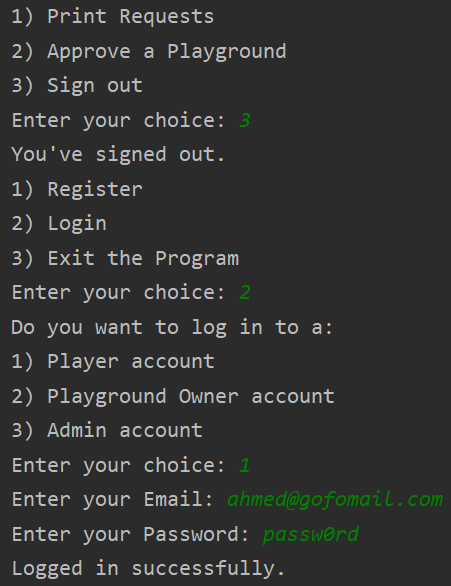 1) Print Requests
2) Approve a Playground
3) Sign out
Enter your choice: 3
You've signed out.
1) Register
2) Login
3) Exit the Program
Enter your choice: 2
Do you want to log in to a:
1) Player account
2) Playground Owner account
3) Admin account
Enter your choice: 1
Enter your Email: ahmed@gofomail.com
Enter your Password: passw0rd
Logged in successfully.